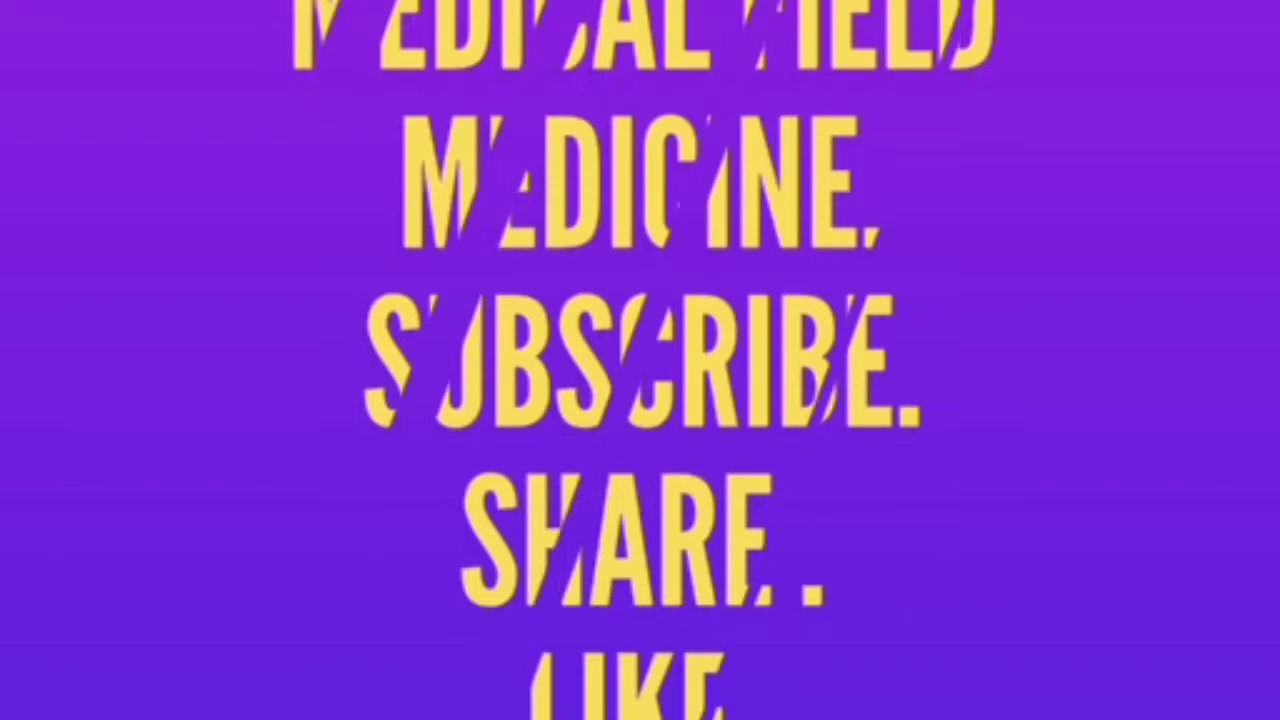 MEDICAL FIELD
MEDICINE.
SUBSCRIBE.
SHARE .
LIKE